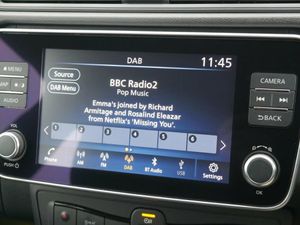 DAB
11:45
MENU
MAP
AUDIO
VOL
PUSH
Source
DAB Menu
BBC Radio2
Pop Music
Emma's joined by Richard
Armitage and Rosalind Eleazar
from Netflix's 'Missing You'.
1 2 3 4 5 6
Phone
AM
FM
DAB
BT Audio
USB
Settings
CAMERA
BACK
OK